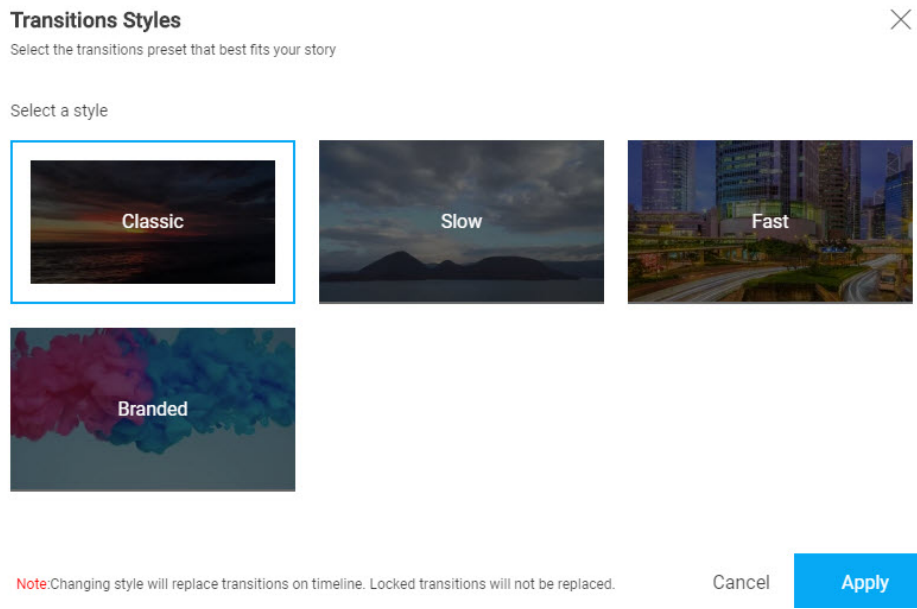 Transitions Styles
Select the transitions preset that best fits your story
Select a style
Classic
Slow
Fast
Branded
Note:Changing style will replace transitions on timeline. Locked transitions will not be replaced.
Cancel
Apply